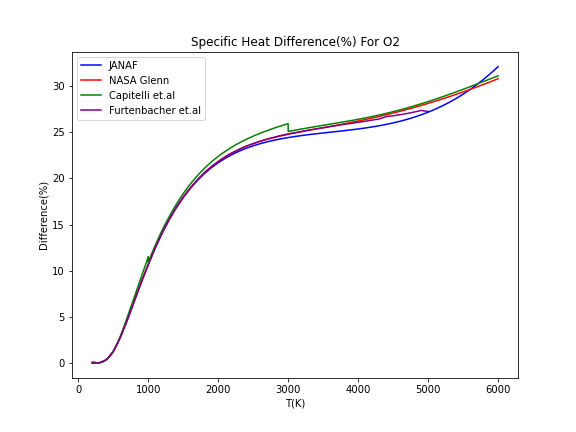 Specific Heat Difference(%) For O2
JANAF
NASA Glenn
Capitelli et.al
Furtenbacher et.al
Difference(%)
30
25
20
15
10
5
0
0 1000 2000 3000 4000 5000 6000
T(K)